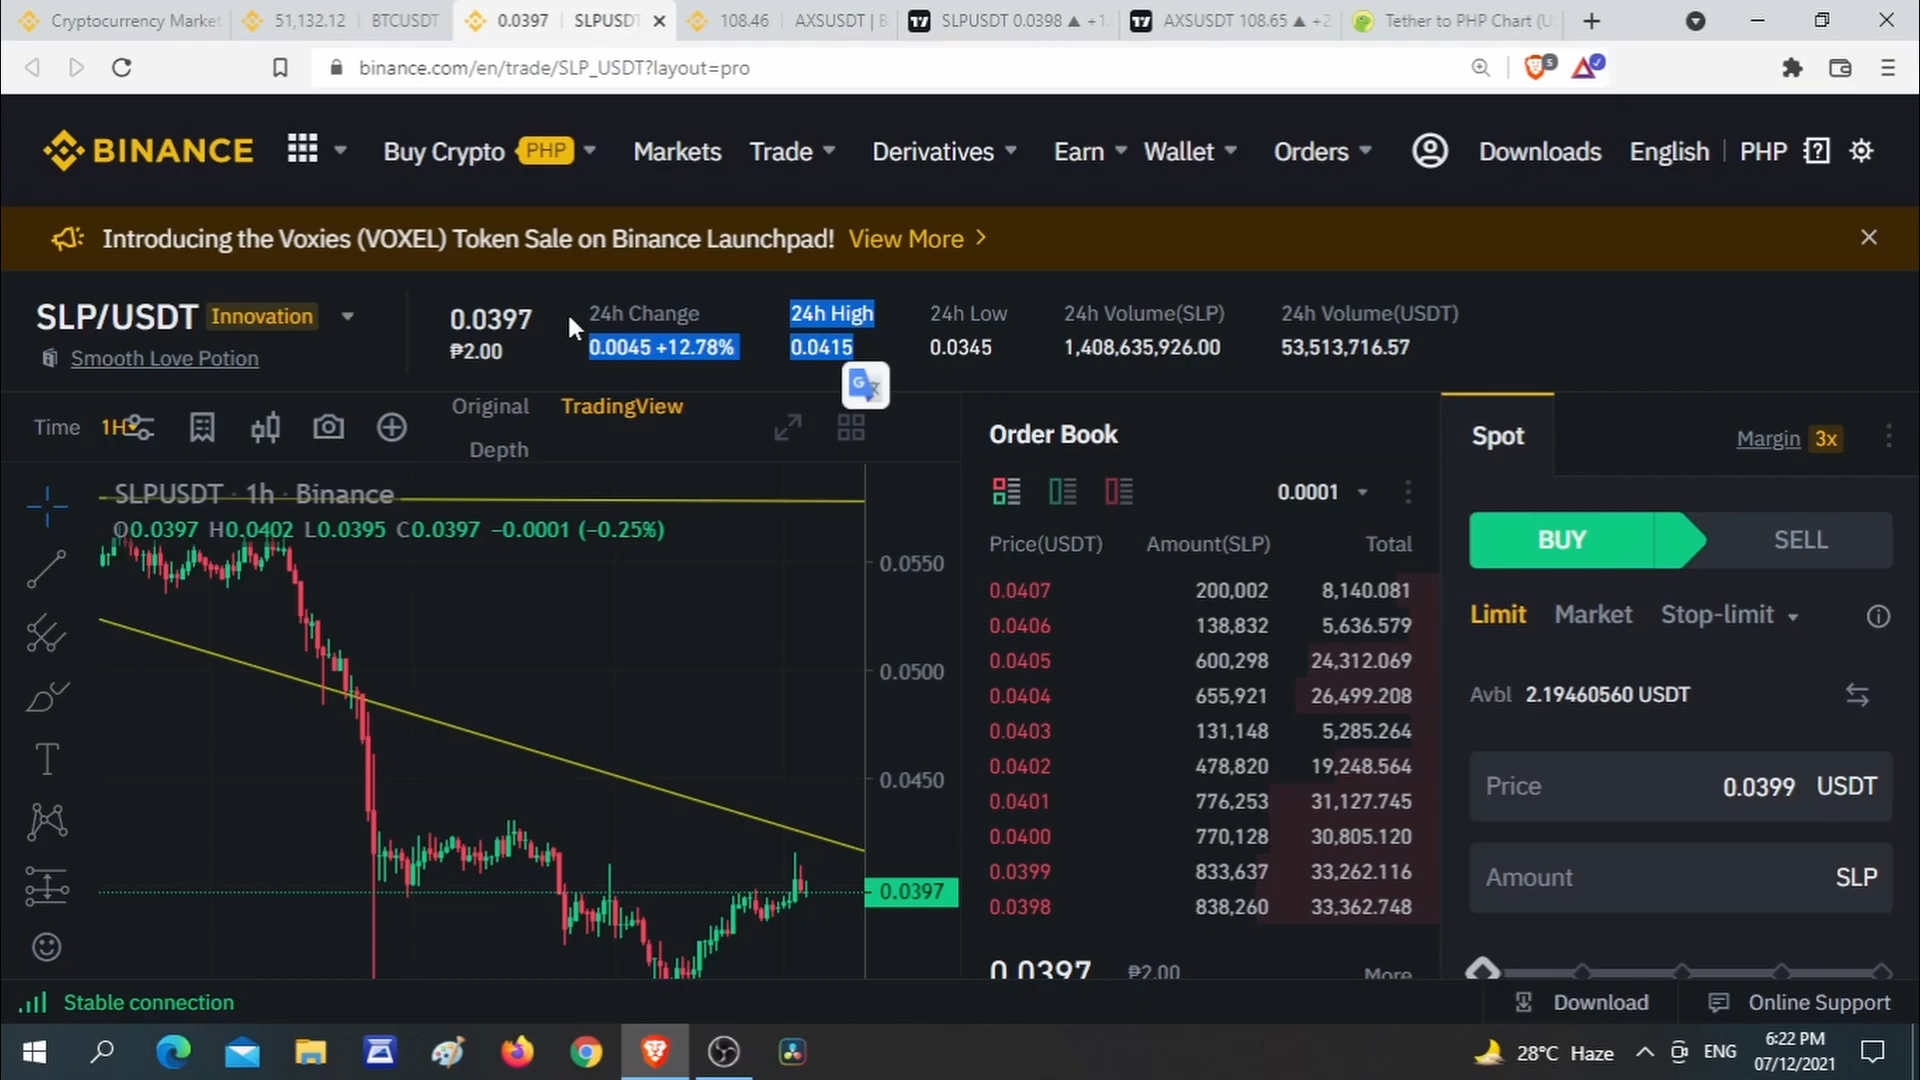 Cryptocurrency Market
51,132.12 BTCUSDT
0.0397 SLPUSDT
108.46 AXSUSDT | B
SLPUSDT 0.0398 ▲ +1.
AXSUSDT 108.65 ▲ +2
Tether to PHP Chart (U
binance.com/en/trade/SLP_USDT?layout=pro
5
BINANCE
Buy Crypto PHP
Markets
Trade
Derivatives
Earn
Wallet
Orders
Downloads
English
PHP
Introducing the Voxies (VOXEL) Token Sale on Binance Launchpad! View More
SLP/USDT Innovation
Smooth Love Potion
0.0397
₱2.00
24h Change
0.0045 +12.78%
24h High
0.0415
24h Low
0.0345
24h Volume(SLP)
1,408,635,926.00
24h Volume(USDT)
53,513,716.57
Time 1H
Original
TradingView
Depth
SLPUSDT · 1h · Binance
O0.0397 H0.0402 L0.0395 C0.0397 −0.0001 (−0.25%)
0.0550
0.0500
0.0450
0.0397
Order Book
0.0001
Price(USDT) Amount(SLP) Total
0.0407 200,002 8,140.081
0.0406 138,832 5,636.579
0.0405 600,298 24,312.069
0.0404 655,921 26,499.208
0.0403 131,148 5,285.264
0.0402 478,820 19,248.564
0.0401 776,253 31,127.745
0.0400 770,128 30,805.120
0.0399 833,637 33,262.116
0.0398 838,260 33,362.748
0.0397 ₱2.00 More
Spot
Margin 3x
BUY
SELL
Limit Market Stop-limit
Avbl 2.19460560 USDT
Price 0.0399 USDT
Amount SLP
Stable connection
Download
Online Support
28°C Haze
ENG
6:22 PM
07/12/2021